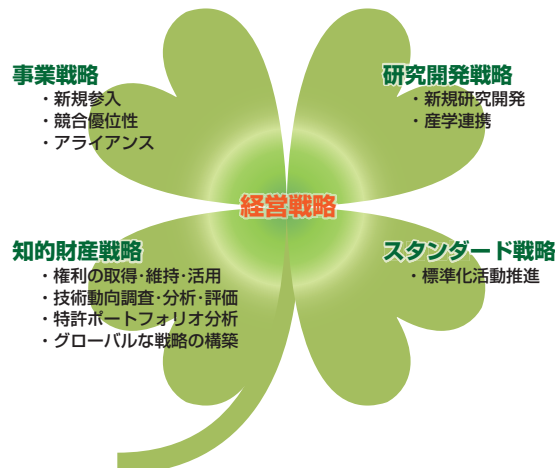 事業戦略
・新規参入
・競合優位性
・アライアンス
研究開発戦略
・新規研究開発
・産学連携
経営戦略
知的財産戦略
・権利の取得・維持・活用
・技術動向調査・分析・評価
・特許ポートフォリオ分析
・グローバルな戦略の構築
スタンダード戦略
・標準化活動推進